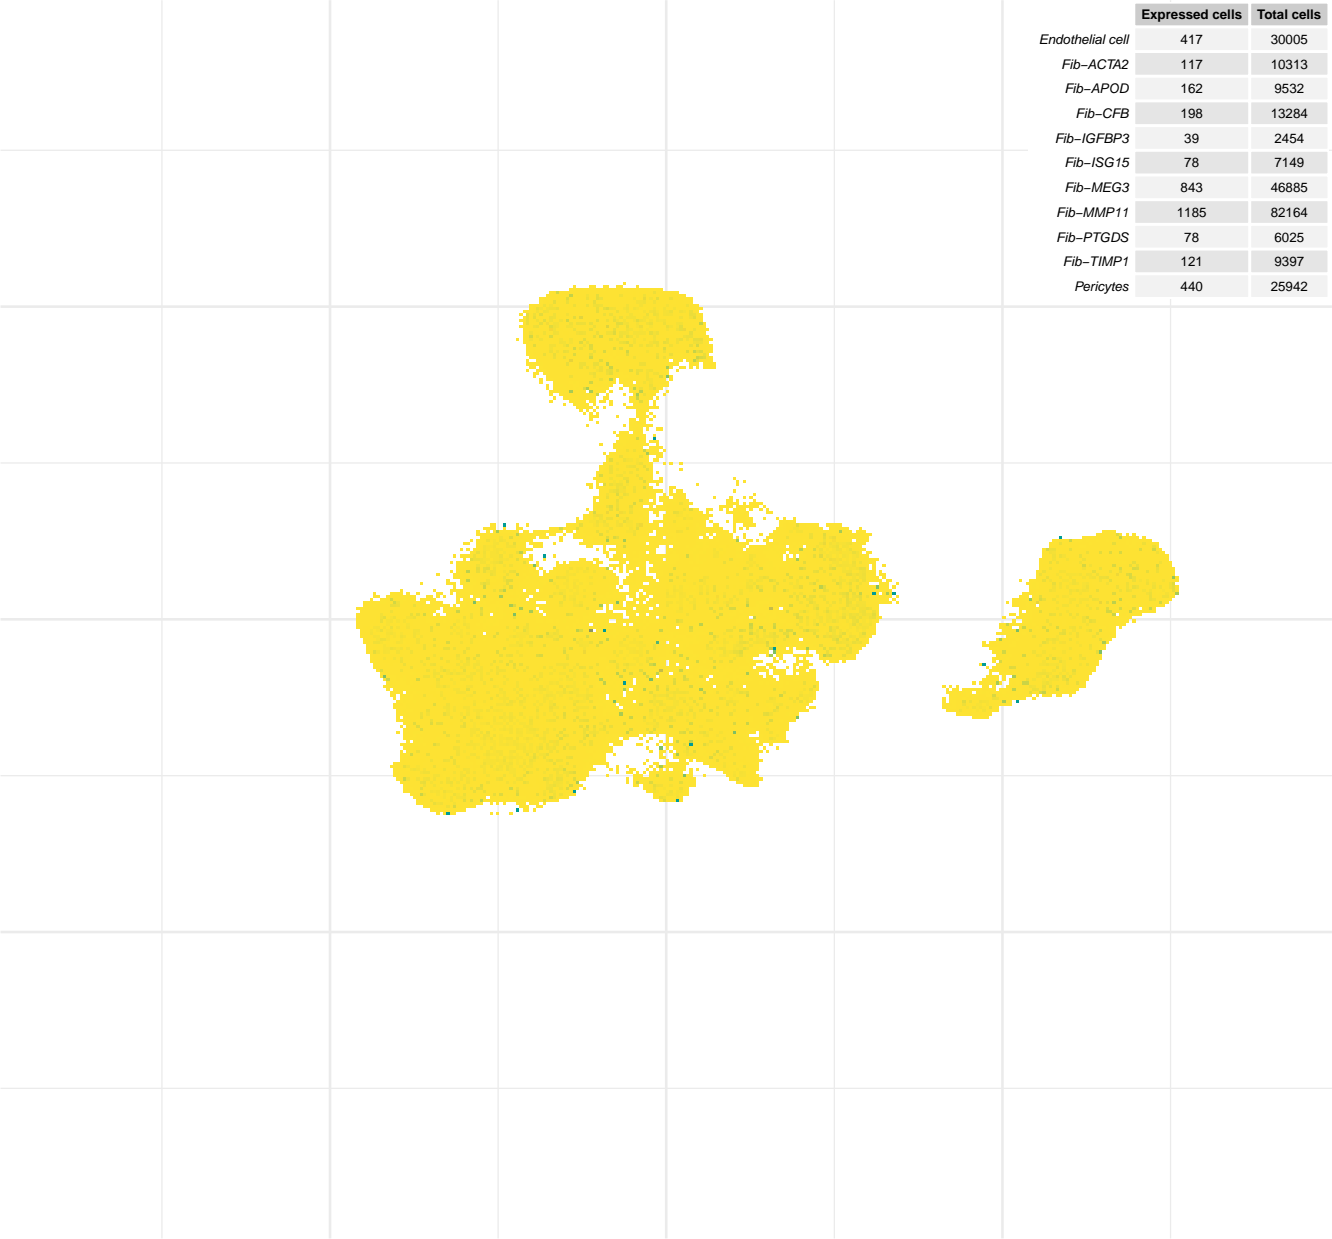 Expressed cells Total cells
Endothelial cell 417 30005
Fib−ACTA2 117 10313
Fib−APOD 162 9532
Fib−CFB 198 13284
Fib−IGFBP3 39 2454
Fib−ISG15 78 7149
Fib−MEG3 843 46885
Fib−MMP11 1185 82164
Fib−PTGDS 78 6025
Fib−TIMP1 121 9397
Pericytes 440 25942